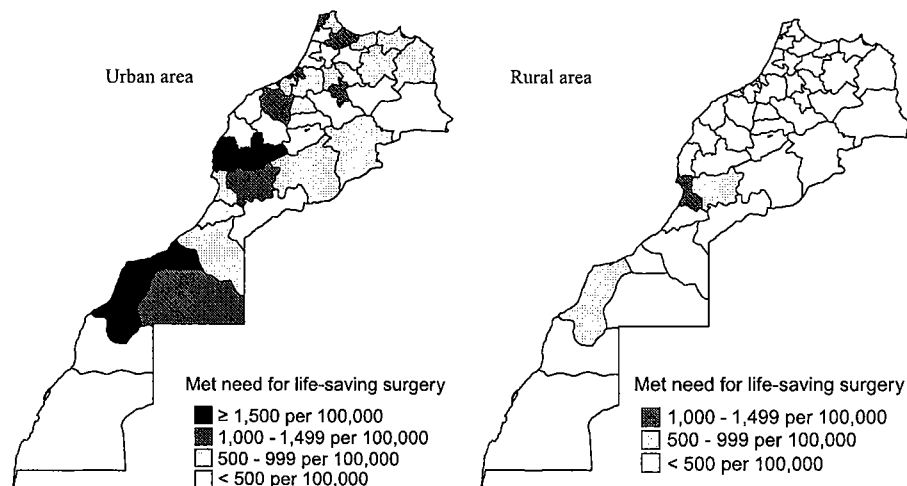 Urban area
Met need for life-saving surgery
≥ 1,500 per 100,000
1,000 - 1,499 per 100,000
500 - 999 per 100,000
< 500 per 100,000
Rural area
Met need for life-saving surgery
1,000 - 1,499 per 100,000
500 - 999 per 100,000
< 500 per 100,000